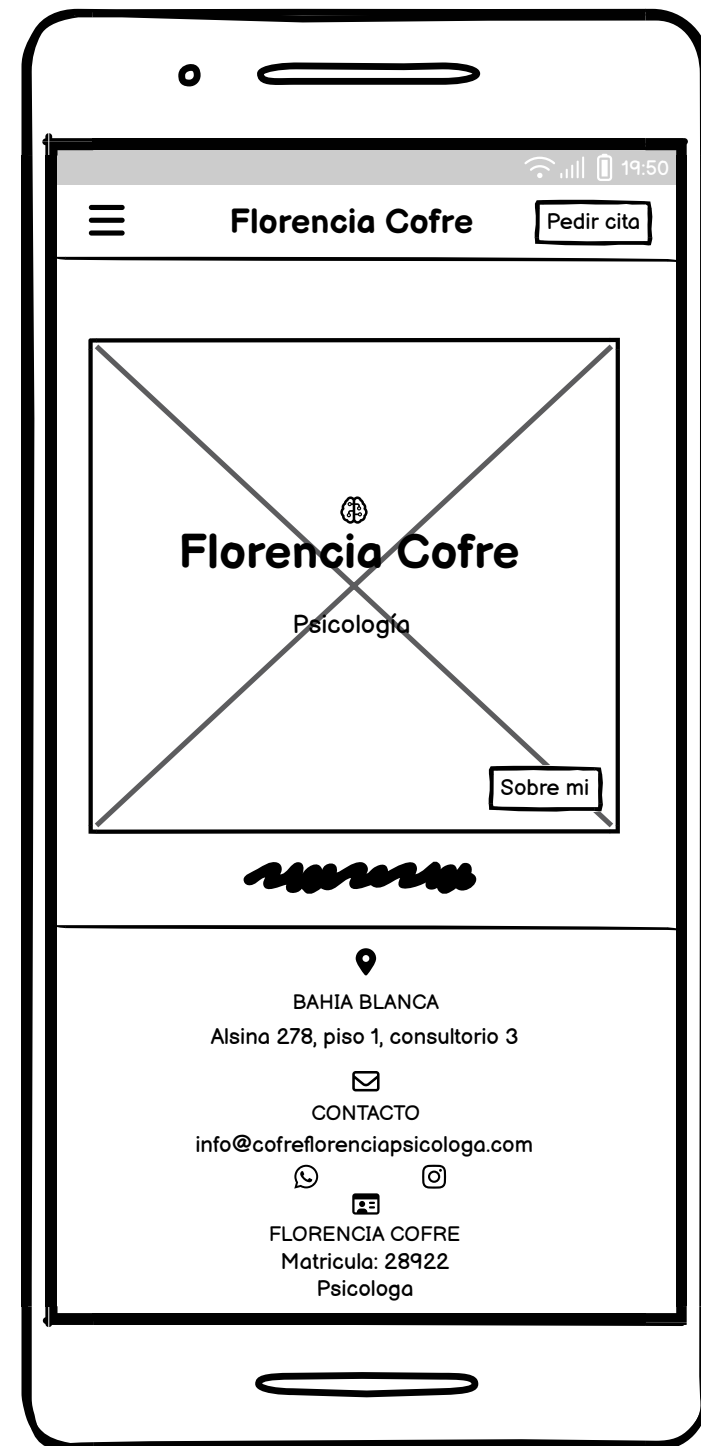 19:50
Florencia Cofre
Pedir cita
Florencia Cofre
Psicología
Sobre mi
BAHIA BLANCA
Alsina 278, piso 1, consultorio 3
CONTACTO
info@cofreflorenciapsicologa.com
FLORENCIA COFRE
Matricula: 28922
Psicologa